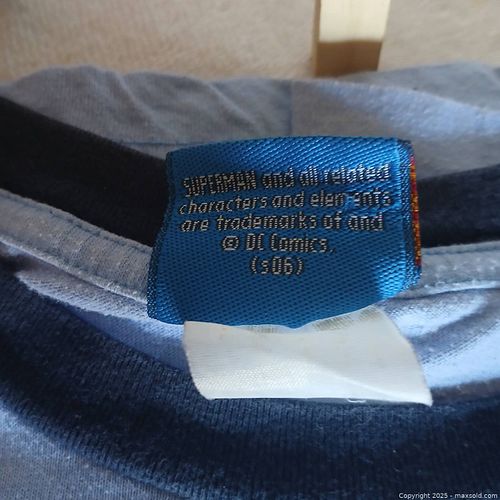 SUPERMAN and all related
characters and elements
are trademarks of and
© DC Comics.
(s06)
Copyright 2025 - maxsold.com